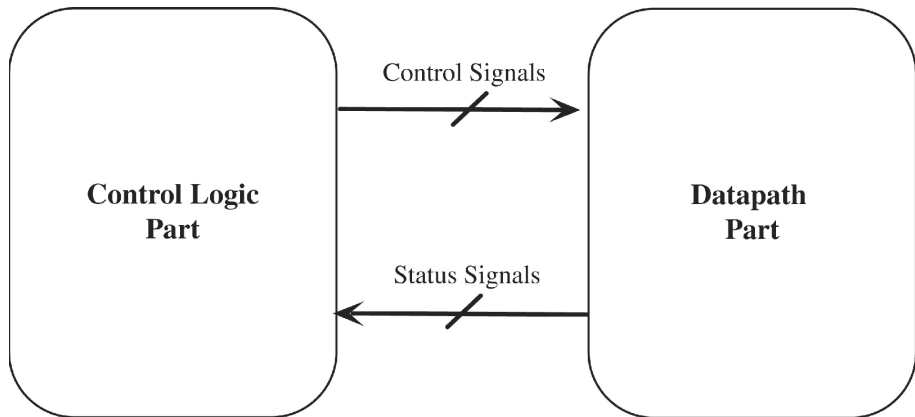 Control Signals
Control Logic
Part
Datapath
Part
Status Signals